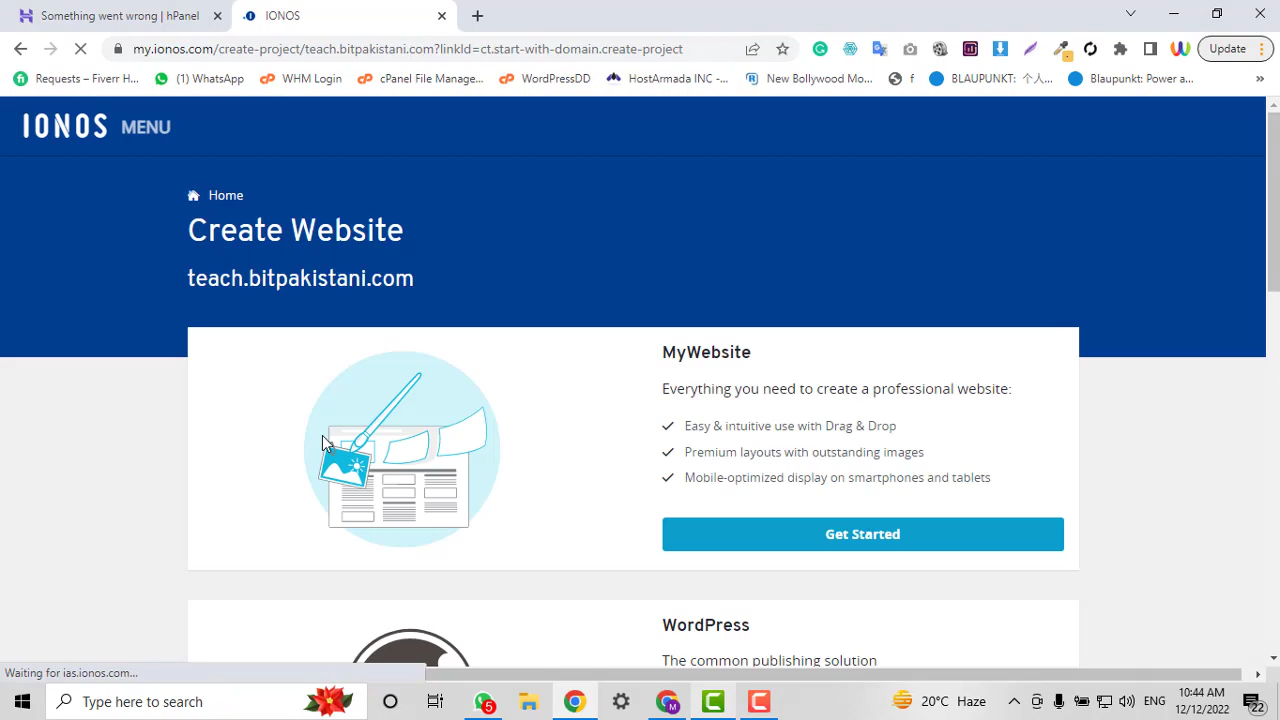 Something went wrong | hPanel
IONOS
my.ionos.com/create-project/teach.bitpakistani.com?linkId=ct.start-with-domain.create-project
Update
Requests – Fiverr H...
(1) WhatsApp
WHM Login
cPanel File Manage...
WordPressDD
HostArmada INC -...
New Bollywood Mo...
f
BLAUPUNKT: 个人...
Blaupunkt: Power a...
»
IONOS MENU
Home
Create Website
teach.bitpakistani.com
MyWebsite
Everything you need to create a professional website:
Easy & intuitive use with Drag & Drop
Premium layouts with outstanding images
Mobile-optimized display on smartphones and tablets
Get Started
WordPress
The common publishing solution
Waiting for ias.ionos.com...
Type here to search
5
M
20°C Haze
ENG
10:44 AM
12/12/2022
22